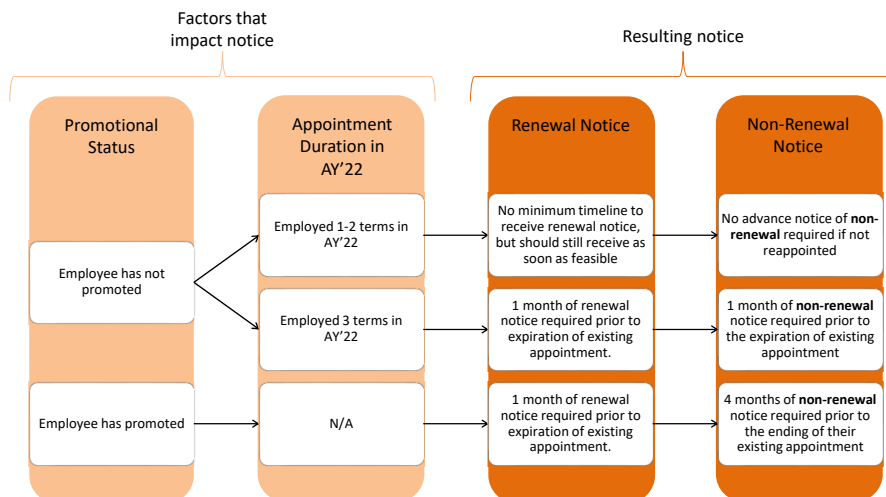 Factors that
impact notice
Resulting notice
Promotional
Status
Appointment
Duration in
AY'22
Renewal Notice
Non-Renewal
Notice
Employee has not
promoted
Employed 1-2 terms in
AY'22
No minimum timeline to
receive renewal notice,
but should still receive as
soon as feasible
No advance notice of non-
renewal required if not
reappointed
Employed 3 terms in
AY'22
1 month of renewal
notice required prior to
expiration of existing
appointment.
1 month of non-renewal
notice required prior to
the expiration of existing
appointment
Employee has promoted
N/A
1 month of renewal
notice required prior to
expiration of existing
appointment.
4 months of non-renewal
notice required prior to
the ending of their
existing appointment